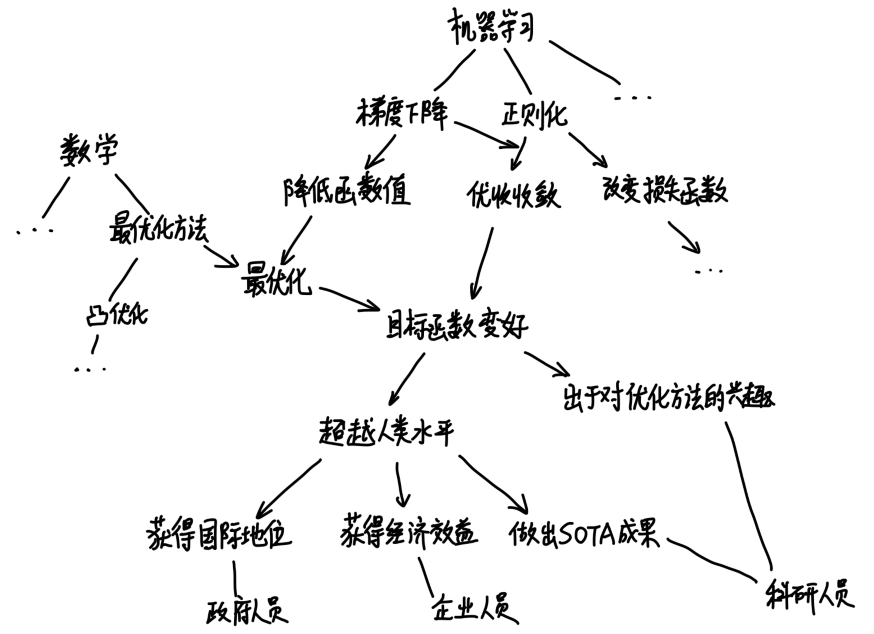 机器学习
...
梯度下降 正则化
数学
降低函数值 优收收敛 改变损失函数
... 最优化方法
最优化 ...
凸优化 目标函数变好
...
出于对优化方法的兴趣
超越人类水平
获得国际地位 获得经济效益 做出SOTA成果
政府人员 企业人员 科研人员